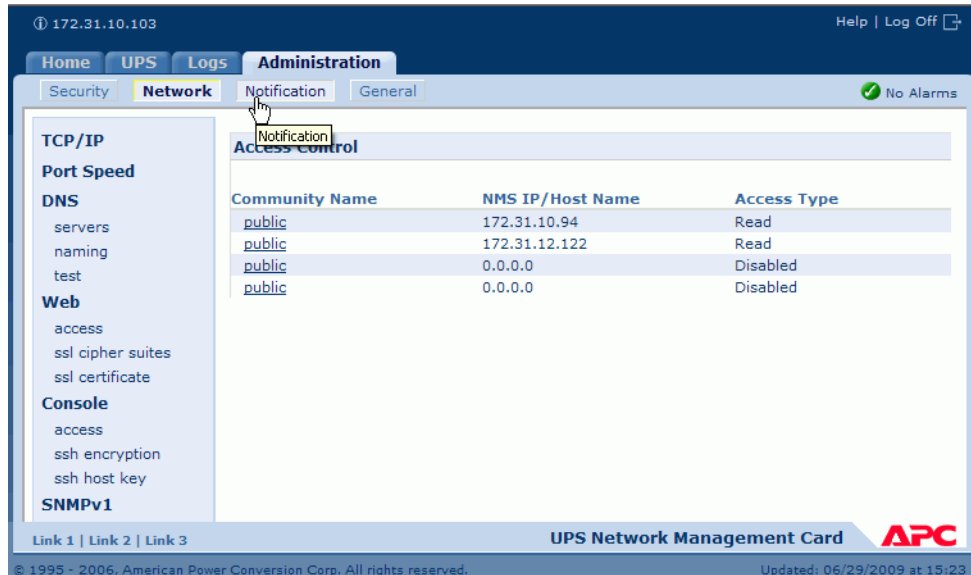 172.31.10.103
Help | Log Off
Home UPS Logs Administration
Security Network Notification General
No Alarms
Notification
TCP/IP
Port Speed
DNS
servers
naming
test
Web
access
ssl cipher suites
ssl certificate
Console
access
ssh encryption
ssh host key
SNMPv1
Access Control
Community Name NMS IP/Host Name Access Type
public 172.31.10.94 Read
public 172.31.12.122 Read
public 0.0.0.0 Disabled
public 0.0.0.0 Disabled
Link 1 | Link 2 | Link 3
UPS Network Management Card
APC
© 1995 - 2006, American Power Conversion Corp. All rights reserved.
Updated: 06/29/2009 at 15:23